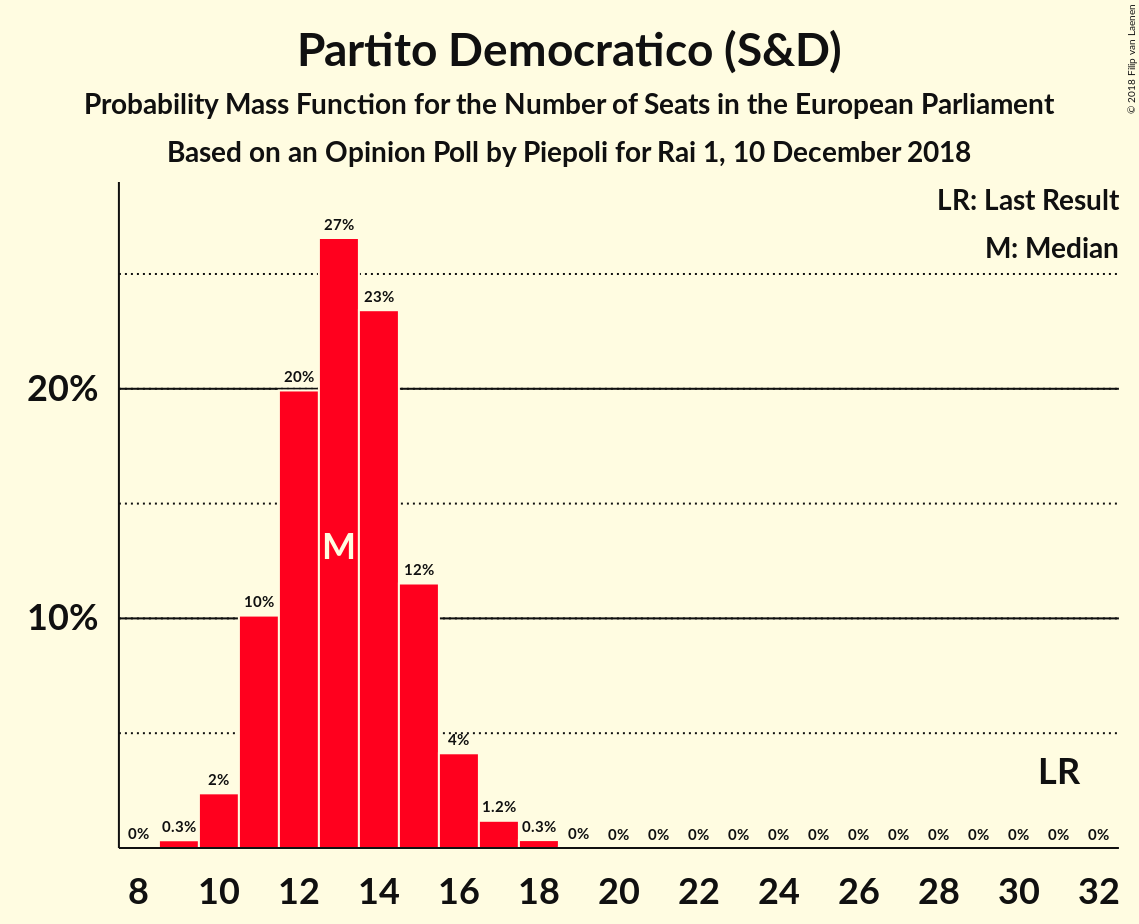 Partito Democratico (S&D)
Probability Mass Function for the Number of Seats in the European Parliament
Based on an Opinion Poll by Piepoli for Rai 1, 10 December 2018
© 2018 Filip van Laenen
LR: Last Result
M: Median
27%
23%
20%
20%
M
12%
10%
10%
4%
LR
2%
1.2%
0% 0.3% 0.3% 0% 0% 0% 0% 0% 0% 0% 0% 0% 0% 0% 0% 0% 0%
8 10 12 14 16 18 20 22 24 26 28 30 32